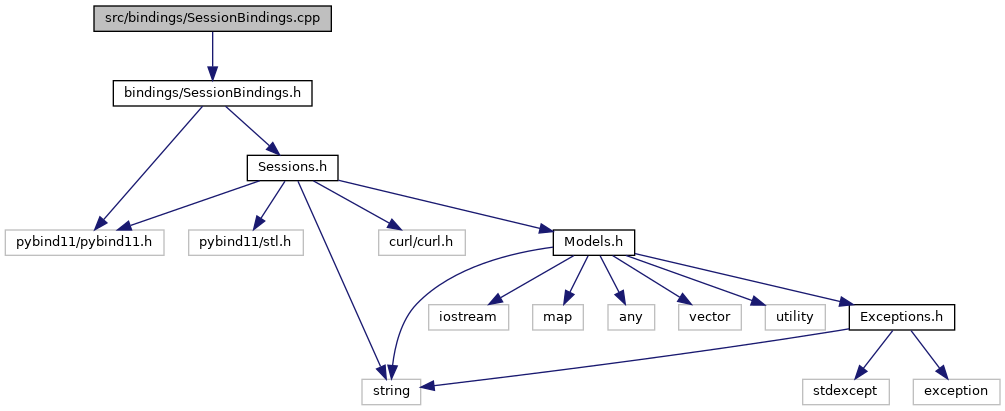 src/bindings/SessionBindings.cpp
bindings/SessionBindings.h
Sessions.h
pybind11/pybind11.h
pybind11/stl.h
curl/curl.h
Models.h
iostream
map
any
vector
utility
Exceptions.h
string
stdexcept
exception